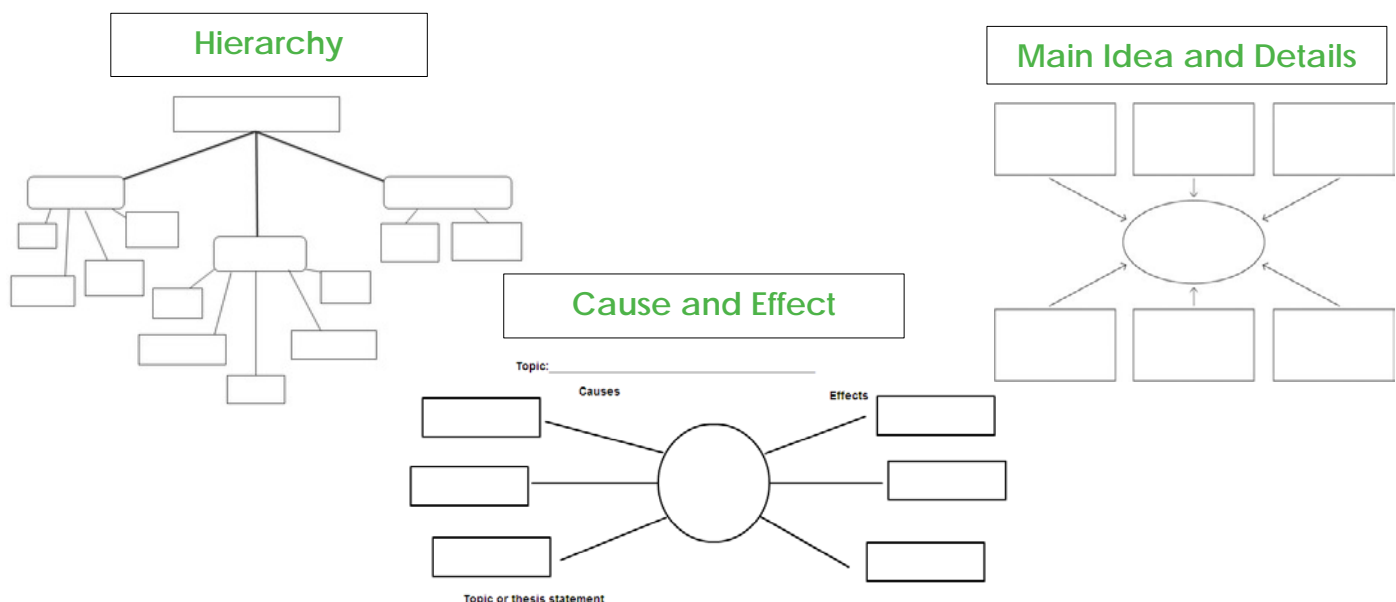 Hierarchy
Main Idea and Details
Cause and Effect
Topic:
Causes
Effects
Topic or thesis statement